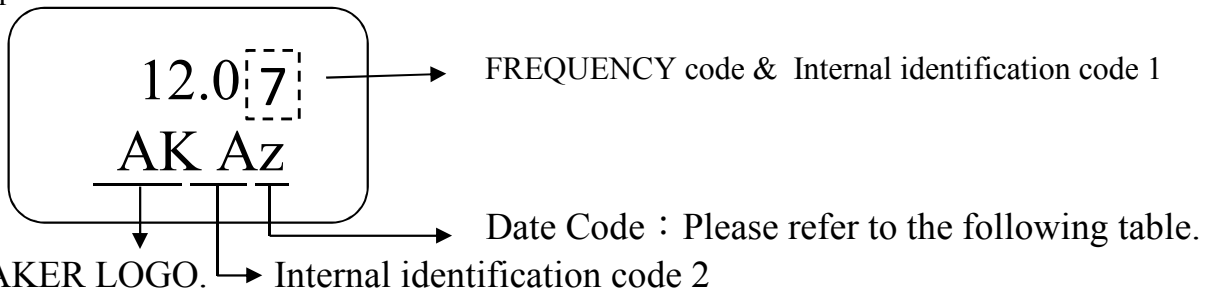 12.07
FREQUENCY code & Internal identification code 1
AK Az
Date Code：Please refer to the following table.
AKER LOGO.
Internal identification code 2